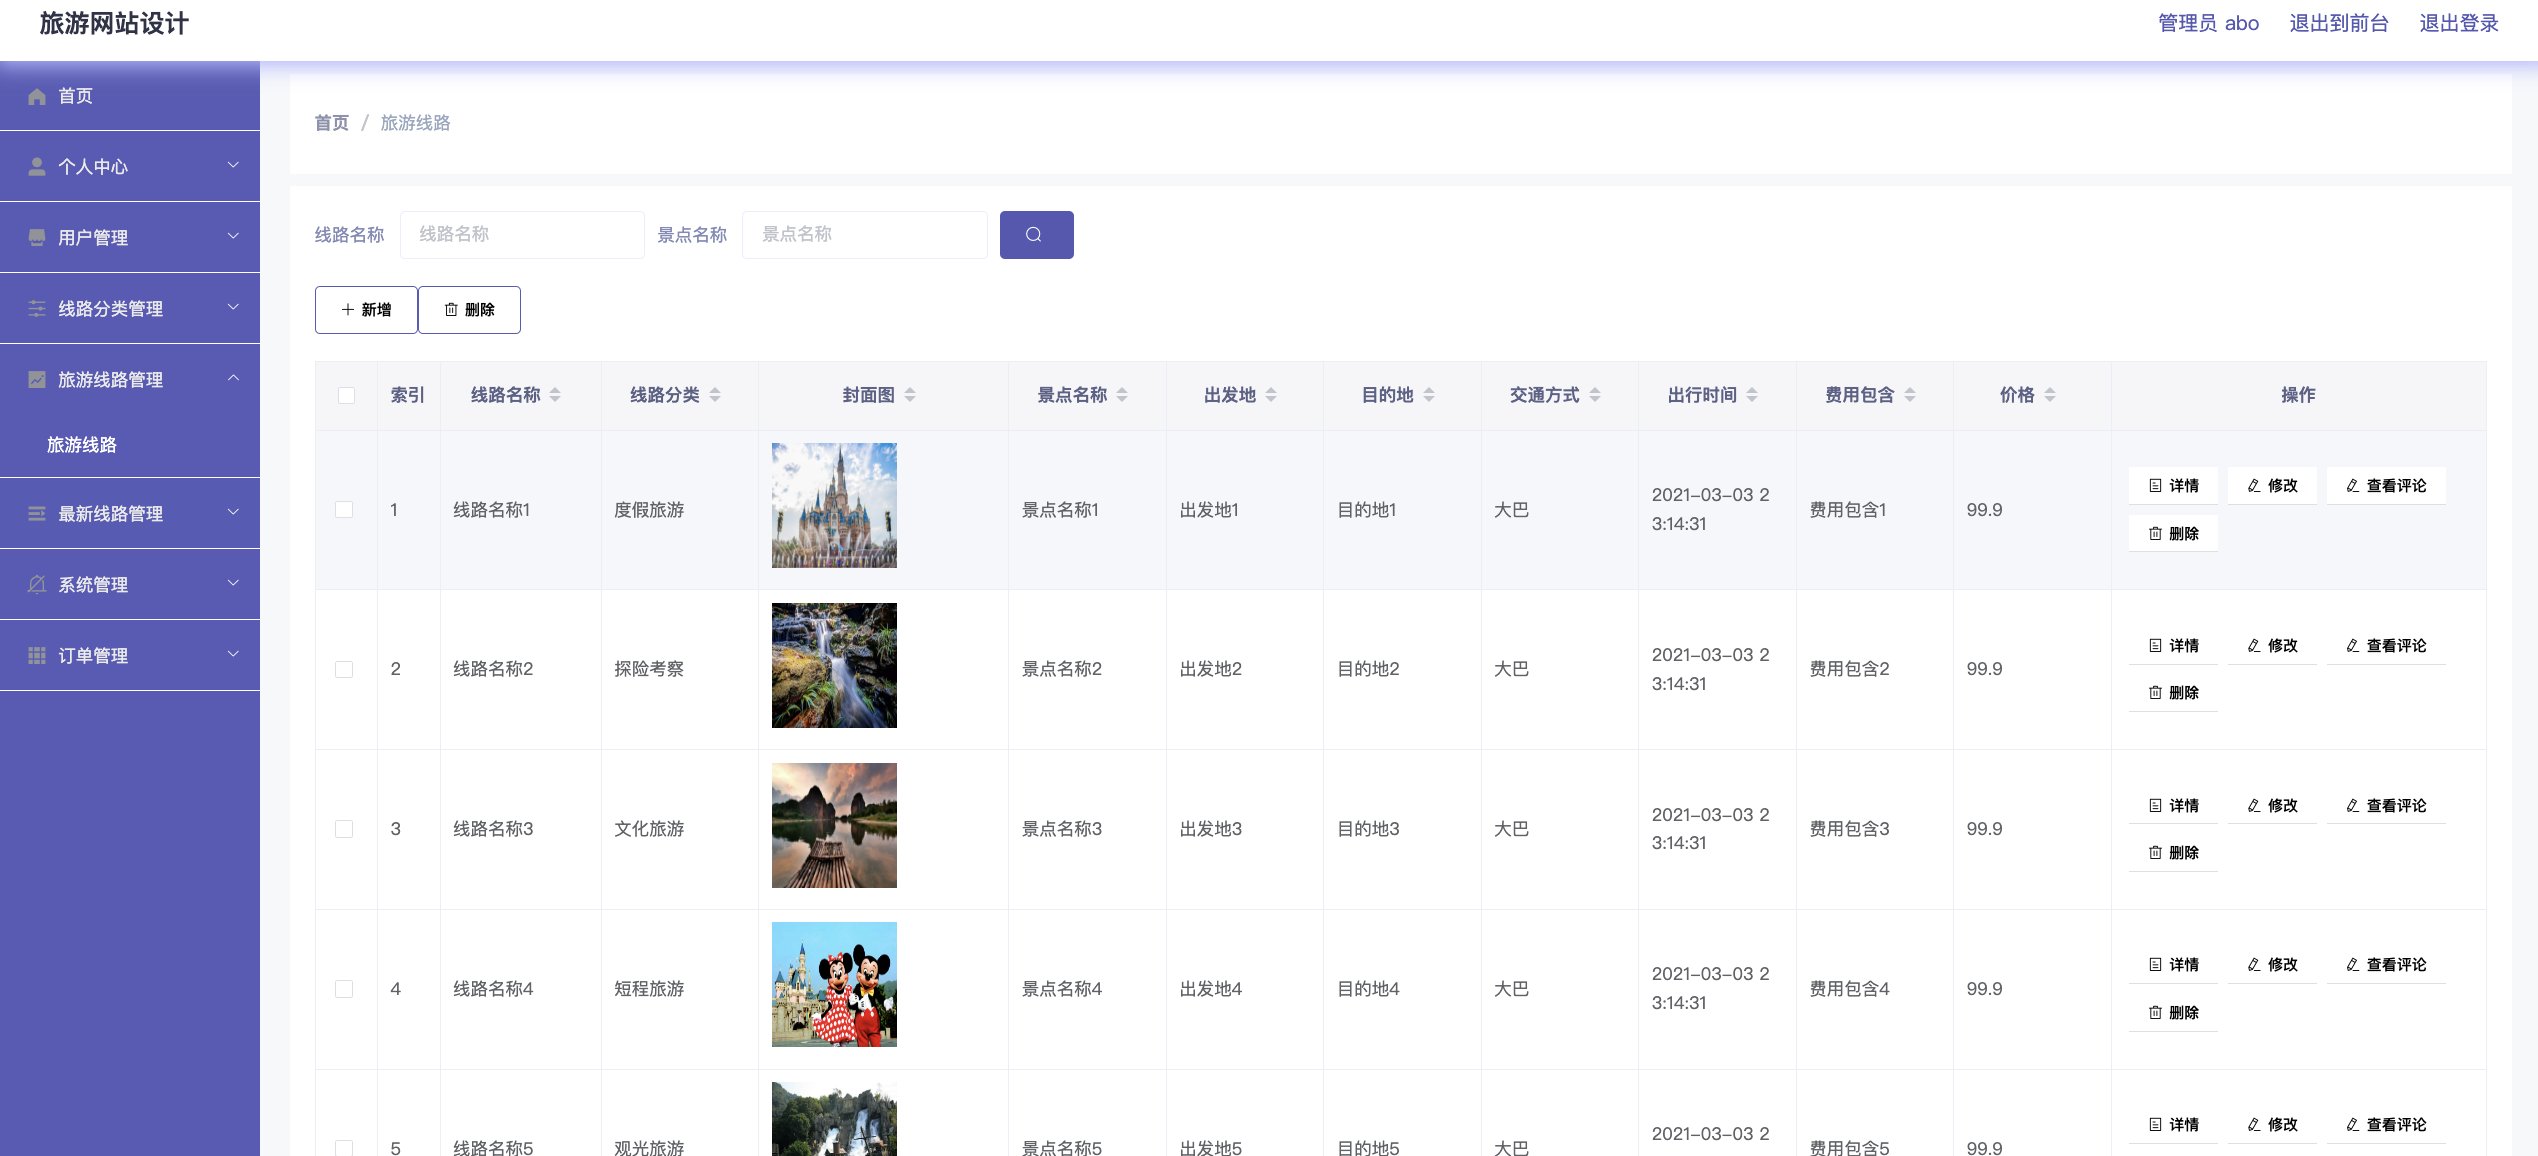 旅游网站设计
管理员 abo 退出到前台 退出登录
首页
个人中心
用户管理
线路分类管理
旅游线路管理
旅游线路
最新线路管理
系统管理
订单管理
首页 / 旅游线路
线路名称 线路名称 景点名称 景点名称
新增 删除
索引 线路名称 线路分类 封面图 景点名称 出发地 目的地 交通方式 出行时间 费用包含 价格 操作
1 线路名称1 度假旅游 景点名称1 出发地1 目的地1 大巴 2021-03-03 2 费用包含1 99.9 详情 修改 查看评论
3:14:31 删除
2 线路名称2 探险考察 景点名称2 出发地2 目的地2 大巴 2021-03-03 2 费用包含2 99.9 详情 修改 查看评论
3:14:31 删除
3 线路名称3 文化旅游 景点名称3 出发地3 目的地3 大巴 2021-03-03 2 费用包含3 99.9 详情 修改 查看评论
3:14:31 删除
4 线路名称4 短程旅游 景点名称4 出发地4 目的地4 大巴 2021-03-03 2 费用包含4 99.9 详情 修改 查看评论
3:14:31 删除
5 线路名称5 观光旅游 景点名称5 出发地5 目的地5 大巴 2021-03-03 2 费用包含5 99.9 详情 修改 查看评论